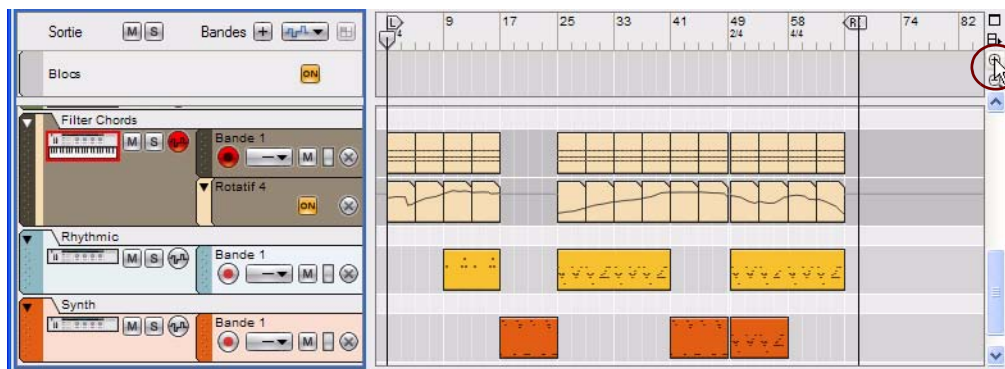 Sortie M S Bandes + L 9 17 25 33 41 49 58 R 74 82
4 2/4 4/4
Blocs ON
Filter Chords
M S Bande 1
M
Rotatif 4
ON
Rhythmic
M S Bande 1
M
Synth
M S Bande 1
M